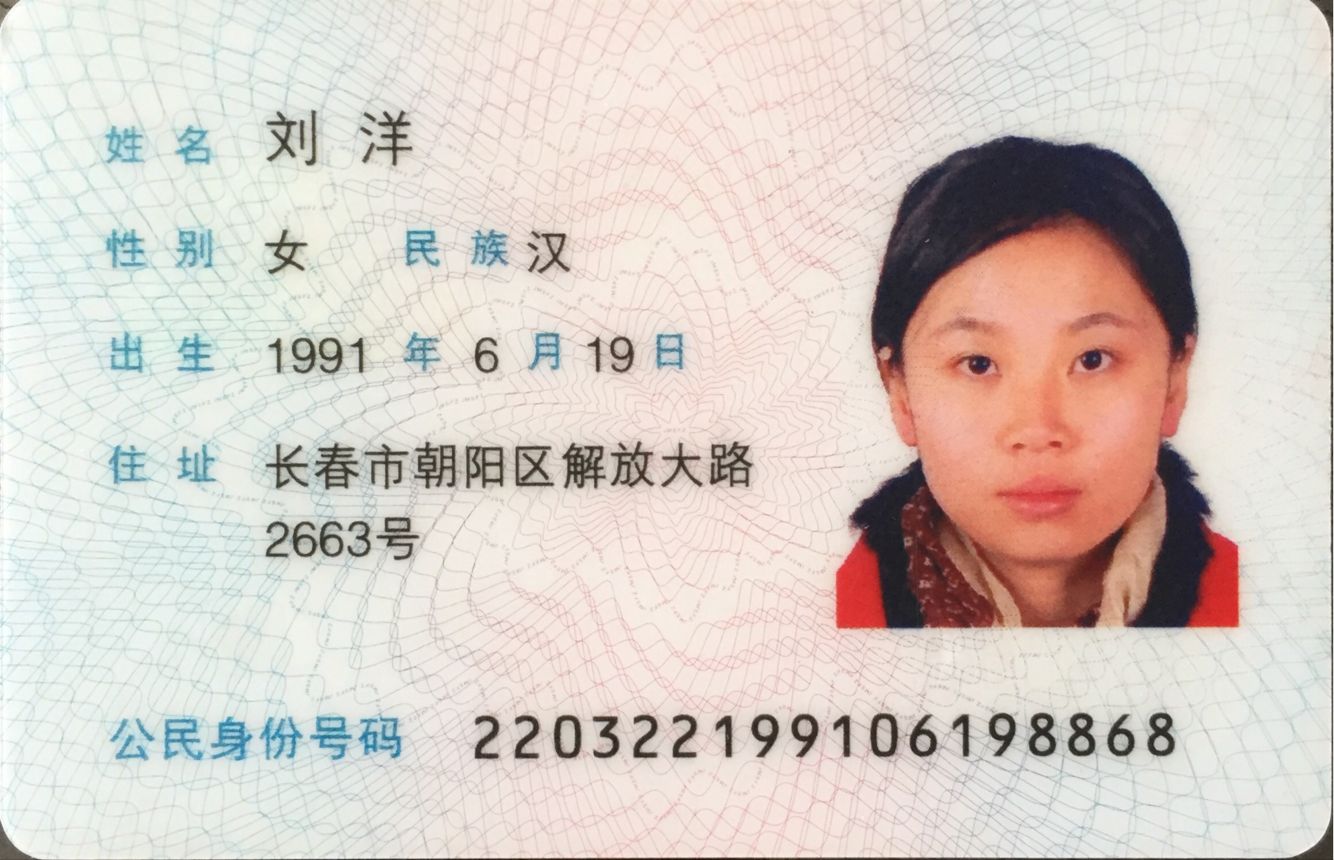 姓名 刘洋
性别 女 民族 汉
出生 1991 年 6 月 19 日
住址 长春市朝阳区解放大路
2663号
公民身份号码 220322199106198868